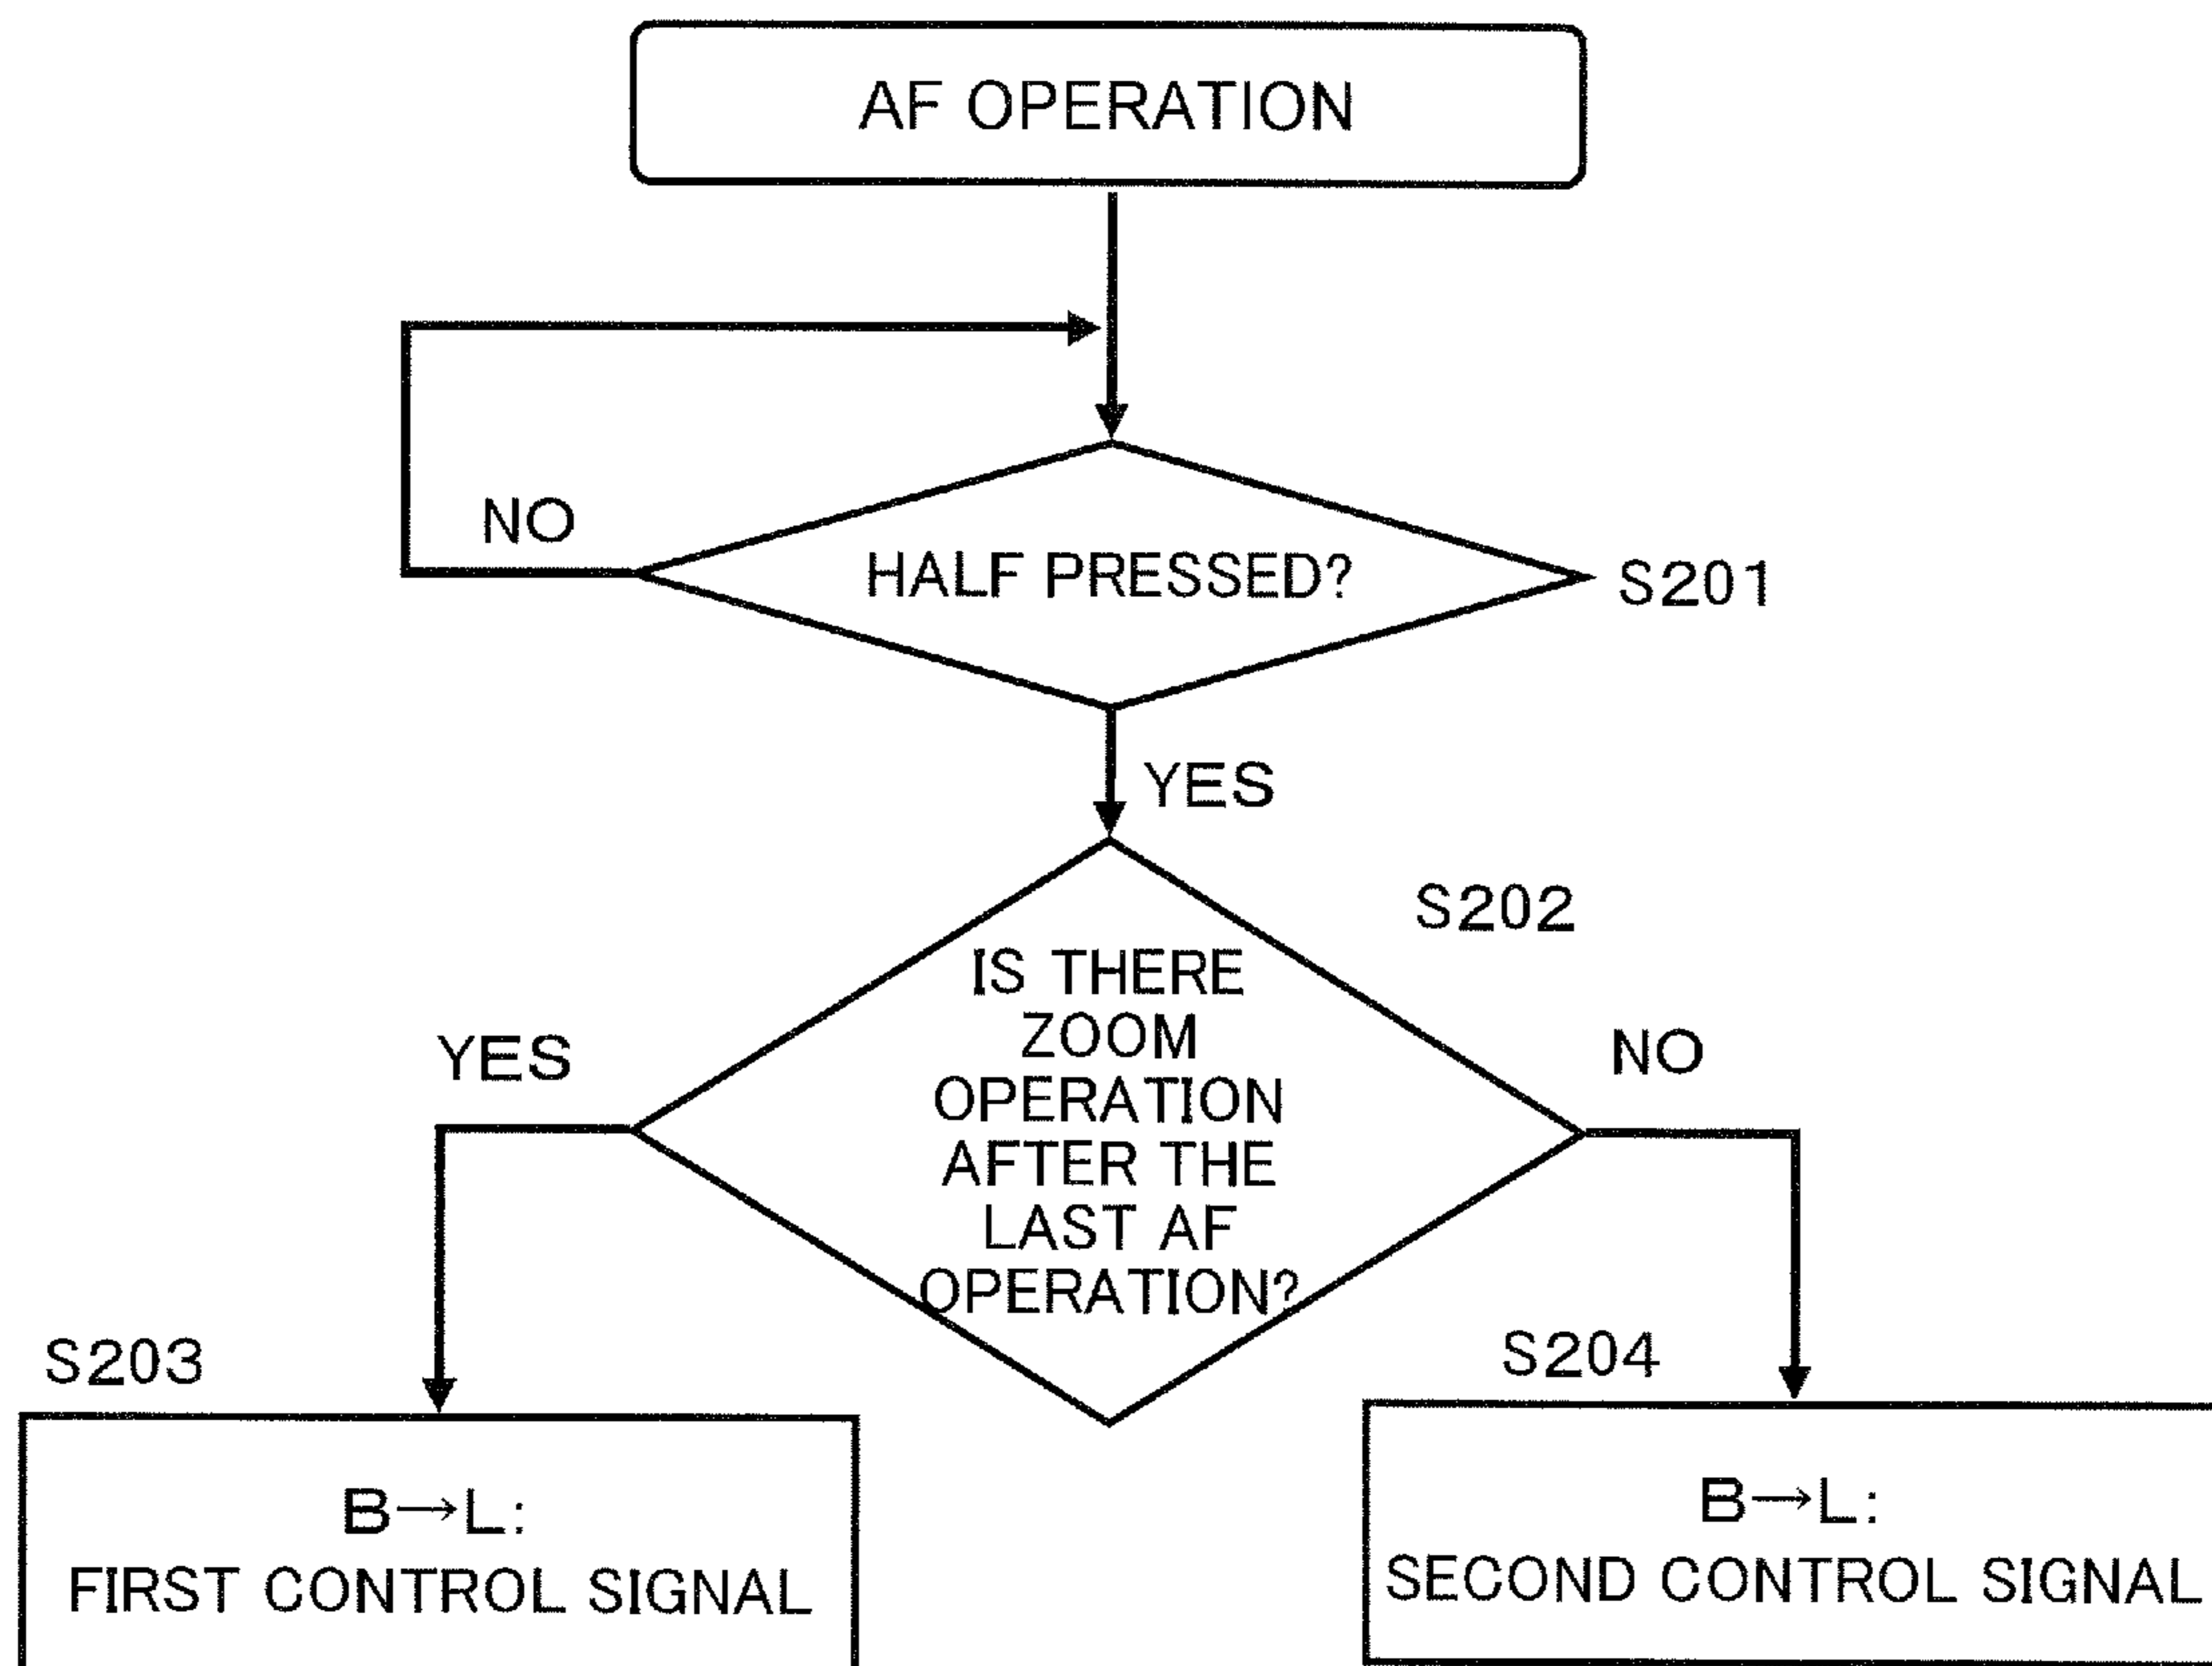 AF OPERATION
NO
HALF PRESSED?
S201
YES
S202
IS THERE
ZOOM
OPERATION
AFTER THE
LAST AF
OPERATION?
YES
NO
S203
S204
B→L:
FIRST CONTROL SIGNAL
B→L:
SECOND CONTROL SIGNAL